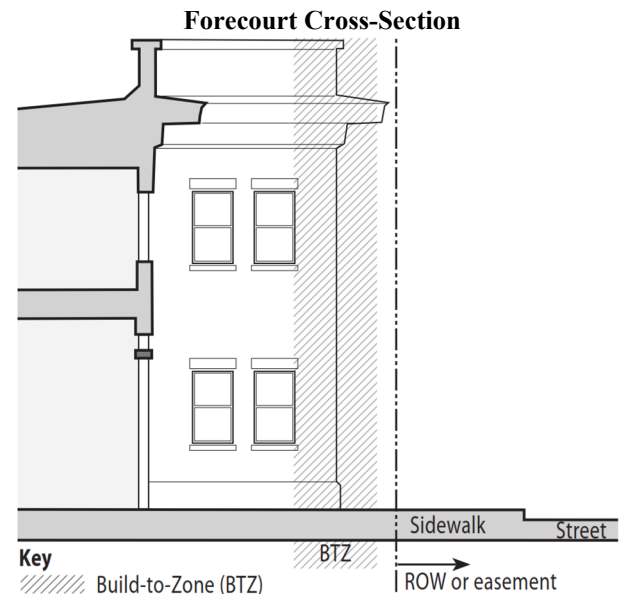 Forecourt Cross-Section
Sidewalk
Street
BTZ
Key
Build-to-Zone (BTZ)
ROW or easement